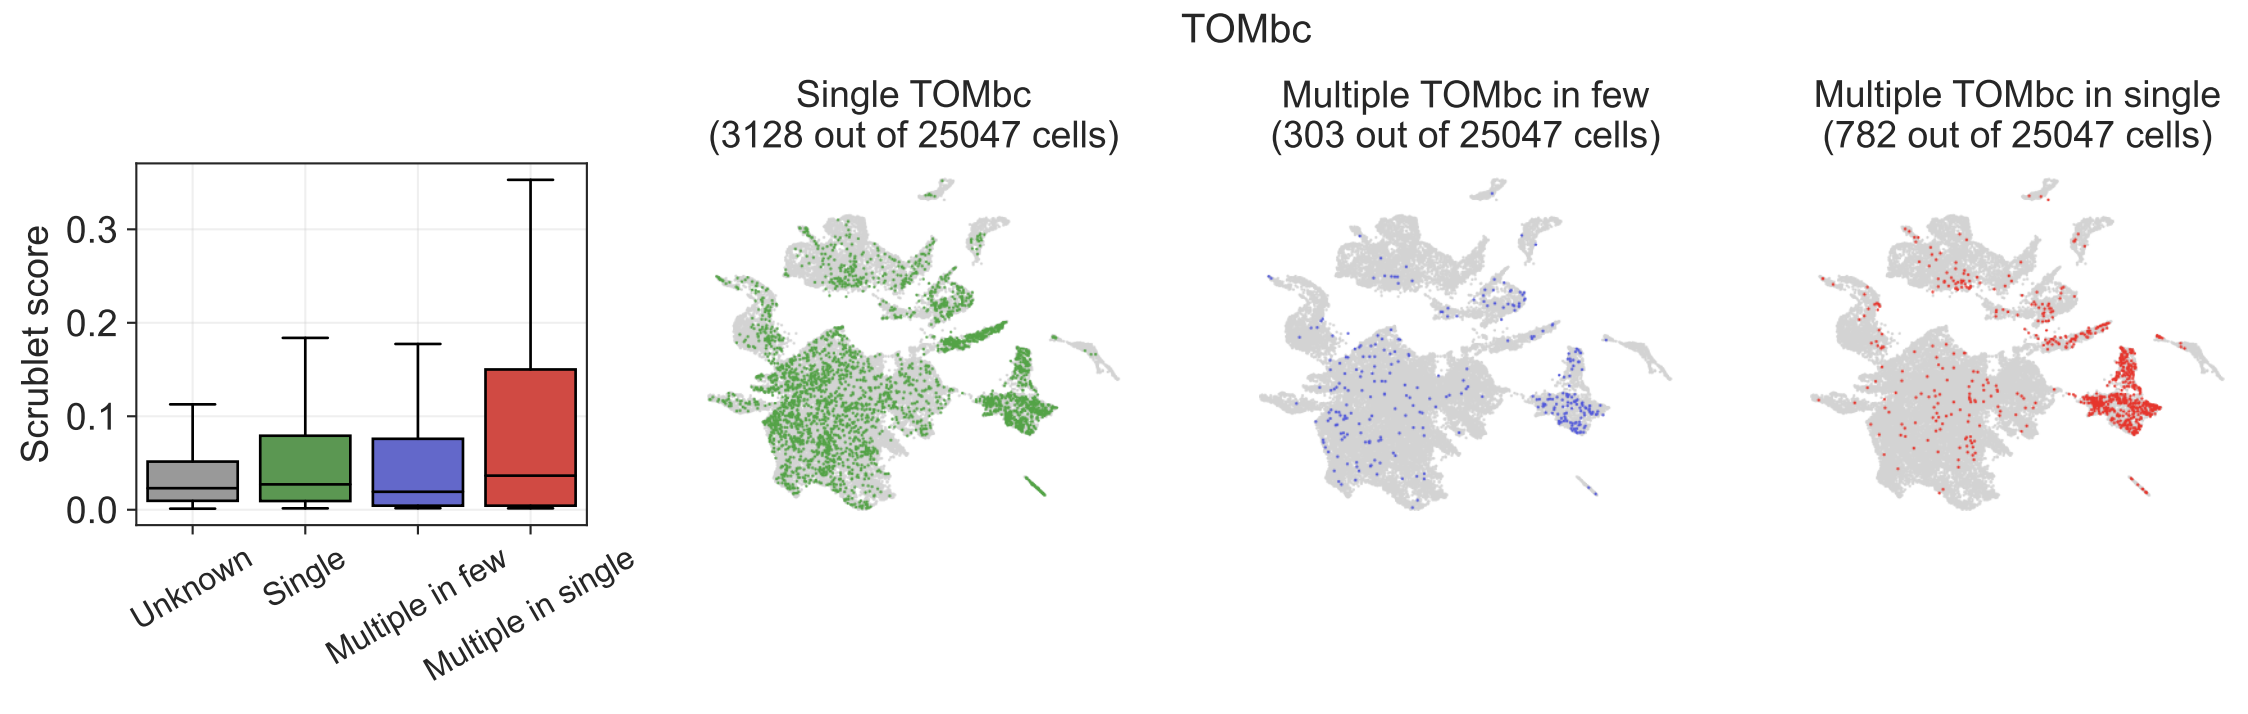 TOMbc
Single TOMbc
(3128 out of 25047 cells)
Multiple TOMbc in few
(303 out of 25047 cells)
Multiple TOMbc in single
(782 out of 25047 cells)
Scrublet score
0.3
0.2
0.1
0.0
Unknown
Single
Multiple in few
Multiple in single